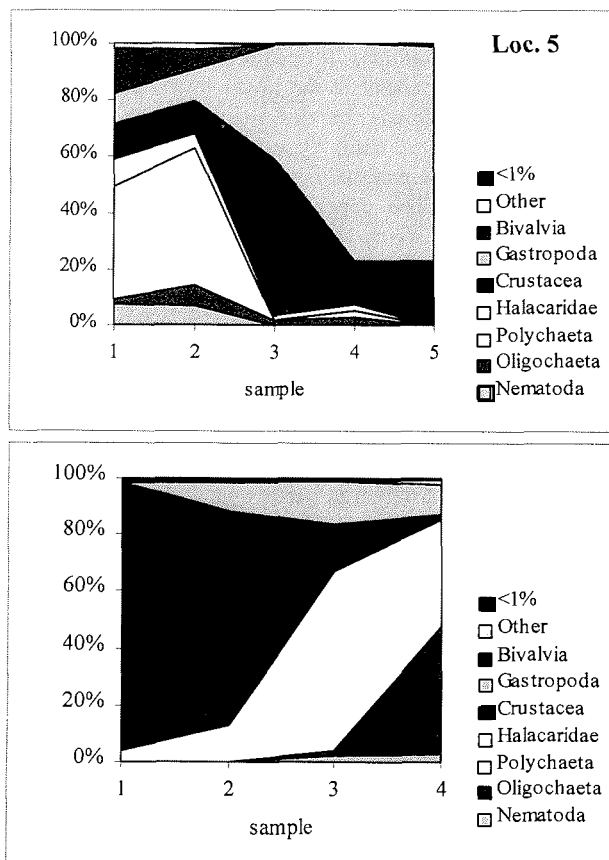 Loc. 5
100%
80%
60%
40%
20%
0%
1 2 3 4 5
sample
<1%
Other
Bivalvia
Gastropoda
Crustacea
Halacaridae
Polychaeta
Oligochaeta
Nematoda
100%
80%
60%
40%
20%
0%
1 2 3 4
sample
<1%
Other
Bivalvia
Gastropoda
Crustacea
Halacaridae
Polychaeta
Oligochaeta
Nematoda